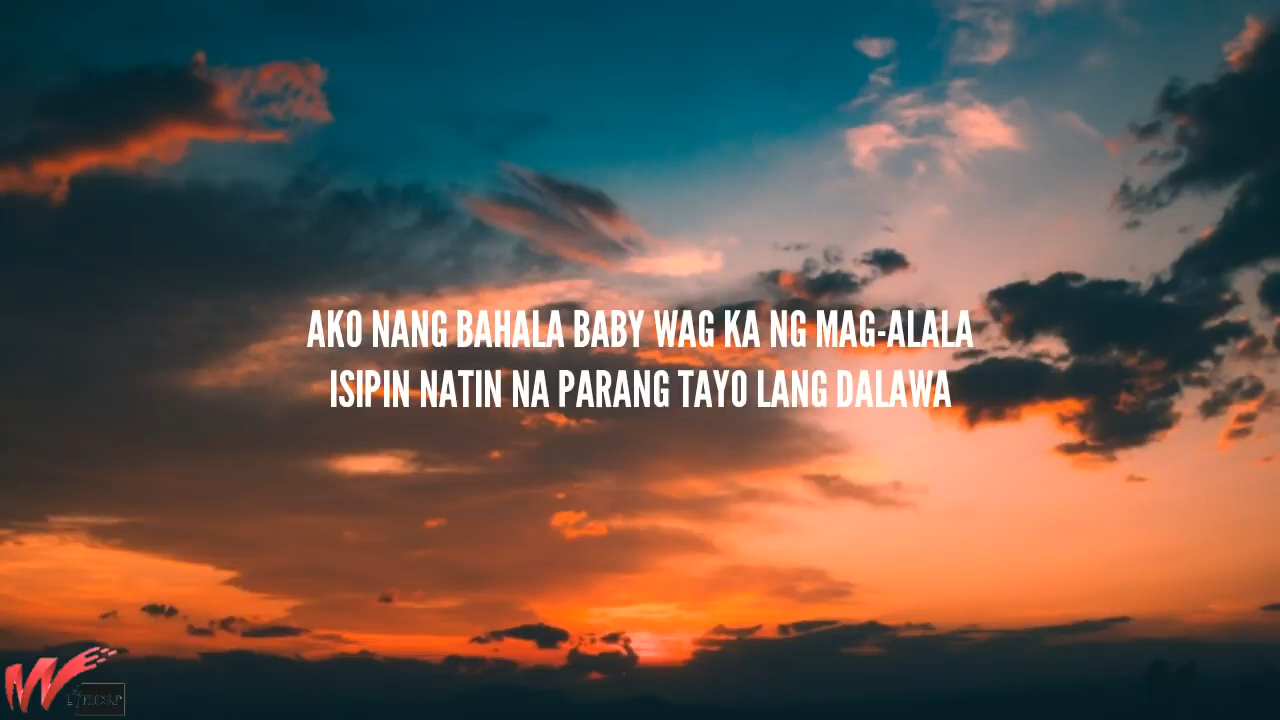 AKO NANG BAHALA BABY WAG KA NG MAG-ALALA
ISIPIN NATIN NA PARANG TAYO LANG DALAWA